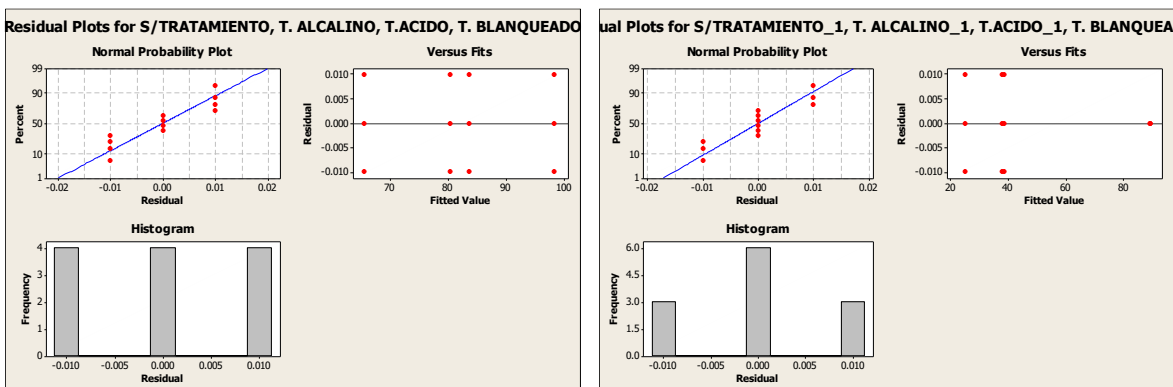 Residual Plots for S/TRATAMIENTO, T. ALCALINO, T.ACIDO, T. BLANQUEADO
Normal Probability Plot
99
90
50
10
1
Percent
-0.02 -0.01 0.00 0.01 0.02
Residual
Versus Fits
0.010
0.005
0.000
-0.005
-0.010
Residual
70 80 90 100
Fitted Value
Histogram
4
3
2
1
0
Frequency
-0.010 -0.005 0.000 0.005 0.010
Residual
ual Plots for S/TRATAMIENTO_1, T. ALCALINO_1, T.ACIDO_1, T. BLANQUEA
Normal Probability Plot
99
90
50
10
1
Percent
-0.02 -0.01 0.00 0.01 0.02
Residual
Versus Fits
0.010
0.005
0.000
-0.005
-0.010
Residual
20 40 60 80
Fitted Value
Histogram
6.0
4.5
3.0
1.5
0.0
Frequency
-0.010 -0.005 0.000 0.005 0.010
Residual